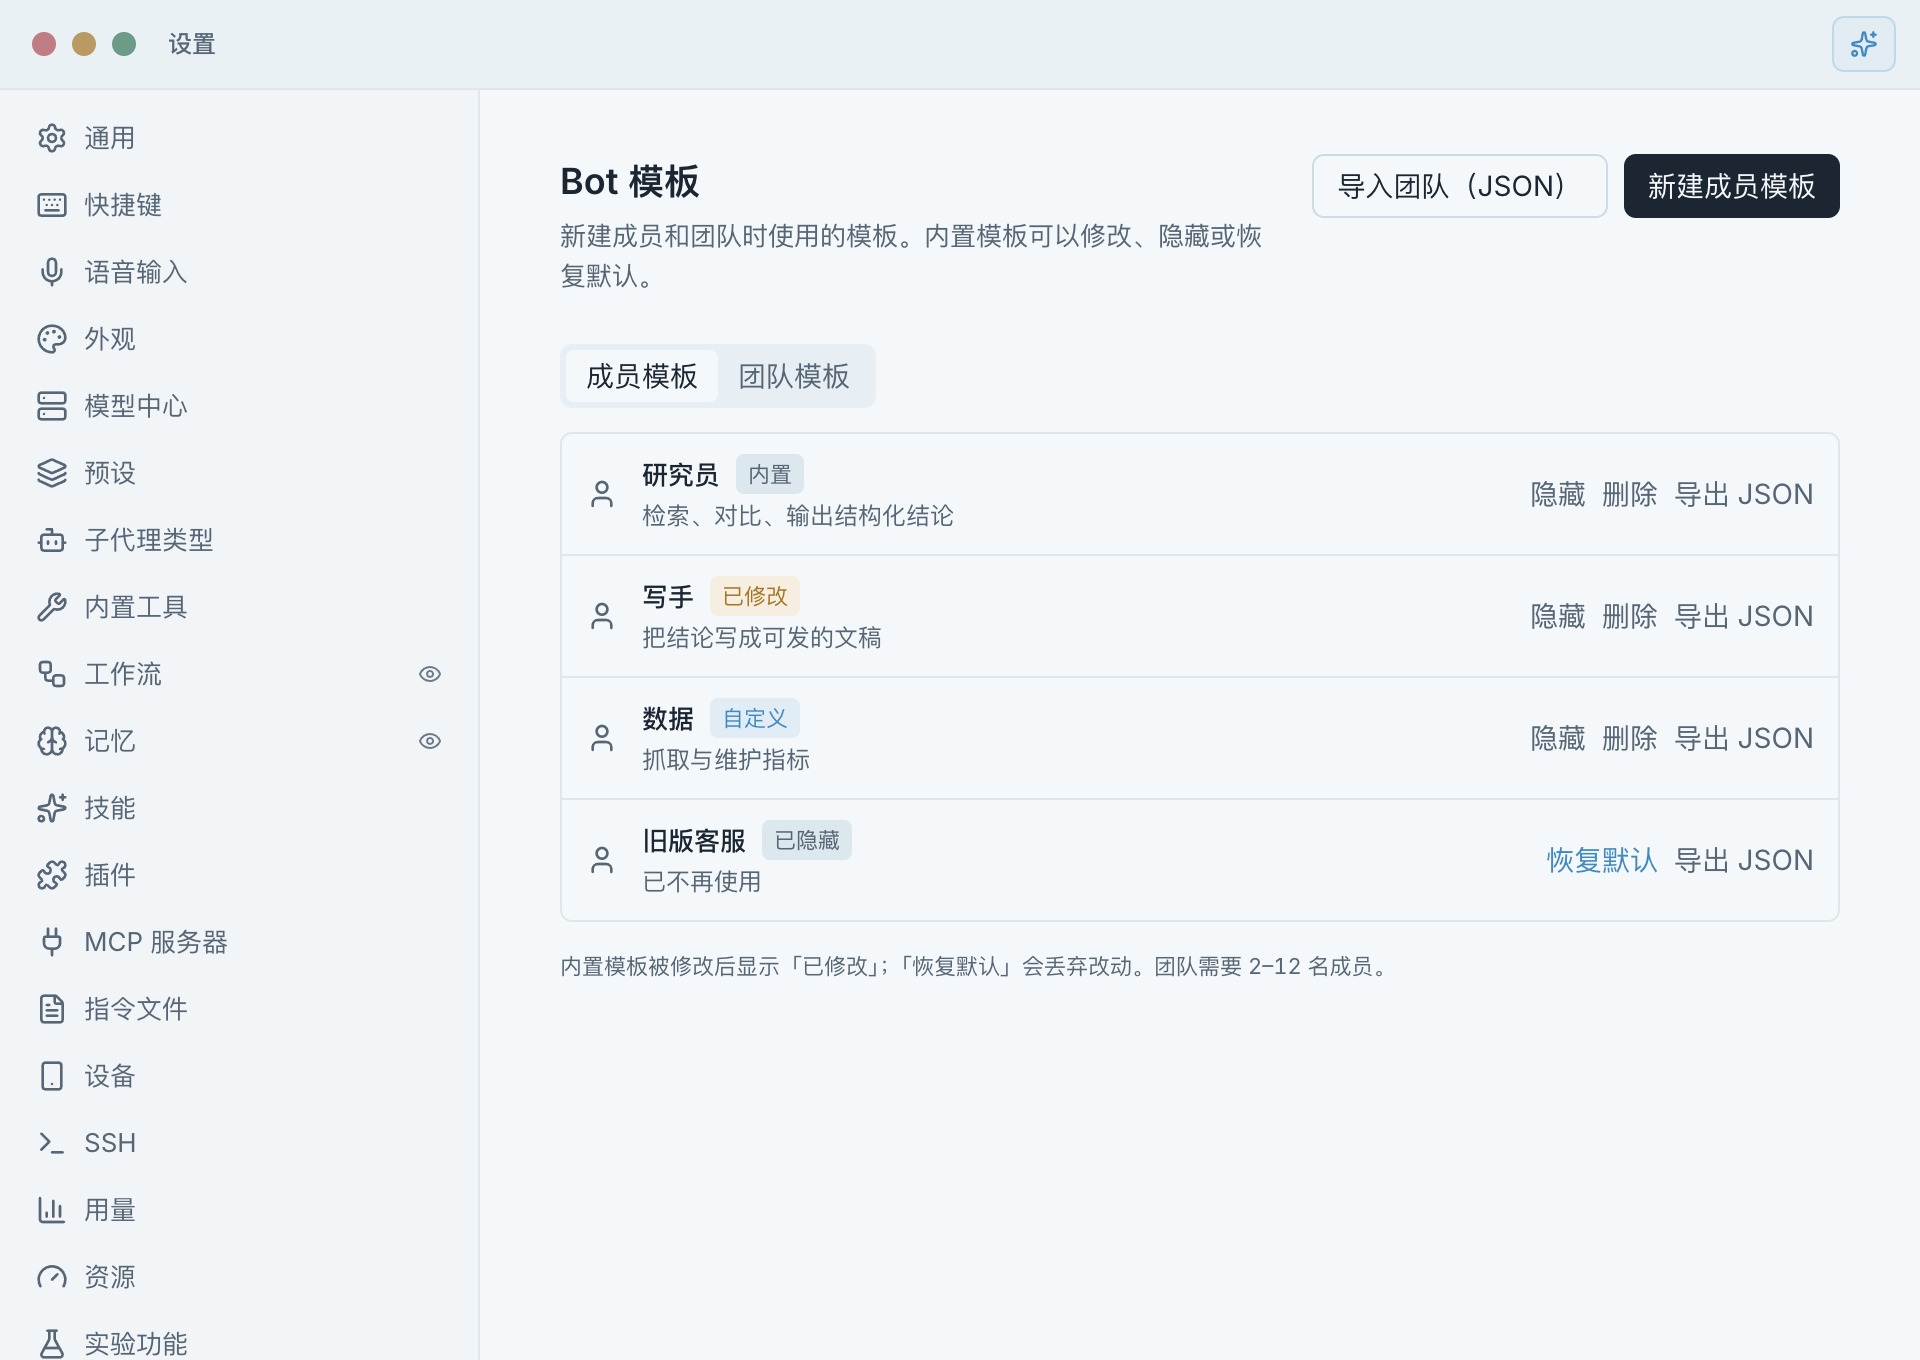 设置
通用
快捷键
语音输入
外观
模型中心
预设
子代理类型
内置工具
工作流
记忆
技能
插件
MCP 服务器
指令文件
设备
SSH
用量
资源
实验功能
Bot 模板
导入团队（JSON）
新建成员模板
新建成员和团队时使用的模板。内置模板可以修改、隐藏或恢
复默认。
成员模板 团队模板
研究员 内置
检索、对比、输出结构化结论
隐藏 删除 导出 JSON
写手 已修改
把结论写成可发的文稿
隐藏 删除 导出 JSON
数据 自定义
抓取与维护指标
隐藏 删除 导出 JSON
旧版客服 已隐藏
已不再使用
恢复默认 导出 JSON
内置模板被修改后显示「已修改」；「恢复默认」会丢弃改动。团队需要 2–12 名成员。